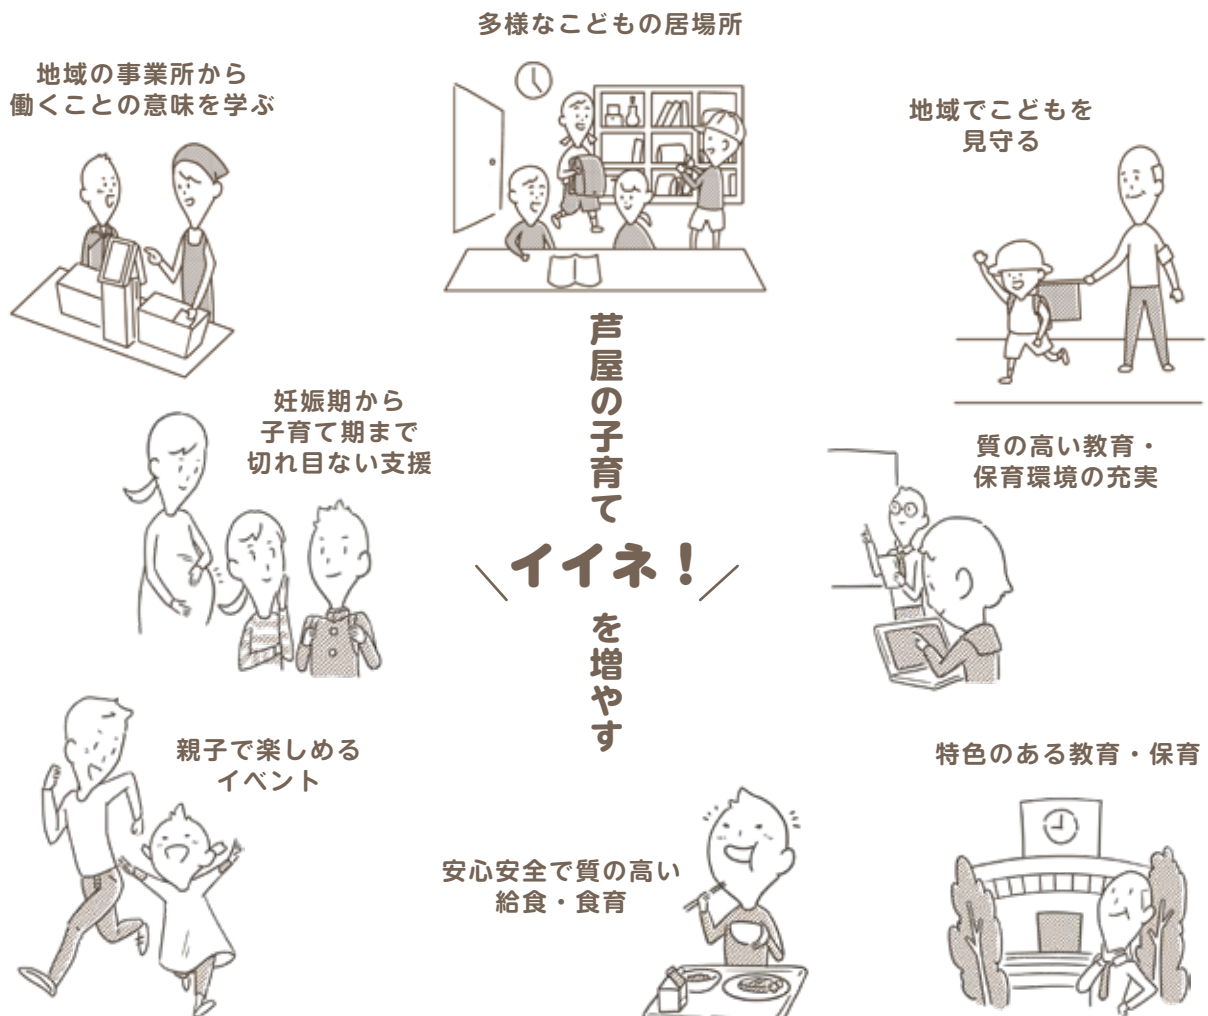 多様なこどもの居場所
地域の事業所から
働くことの意味を学ぶ
地域でこどもを
見守る
芦屋の子育て
イイネ！
を増やす
妊娠期から
子育て期まで
切れ目ない支援
質の高い教育・
保育環境の充実
親子で楽しめる
イベント
特色のある教育・保育
安心安全で質の高い
給食・食育